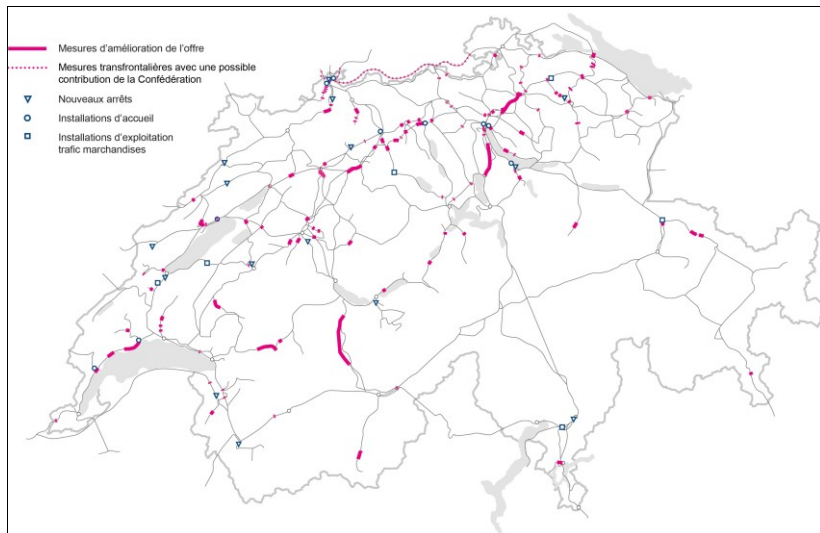 Mesures d'amélioration de l'offre
Mesures transfrontalières avec une possible
contribution de la Confédération
Nouveaux arrêts
Installations d'accueil
Installations d'exploitation
trafic marchandises